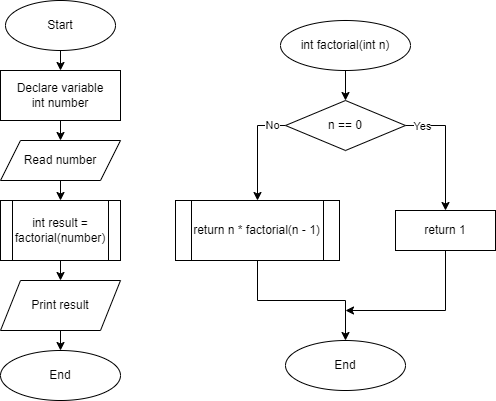 Start
Declare variable
int number
Read number
int result =
factorial(number)
Print result
End
int factorial(int n)
n == 0
No
Yes
return n * factorial(n - 1)
return 1
End